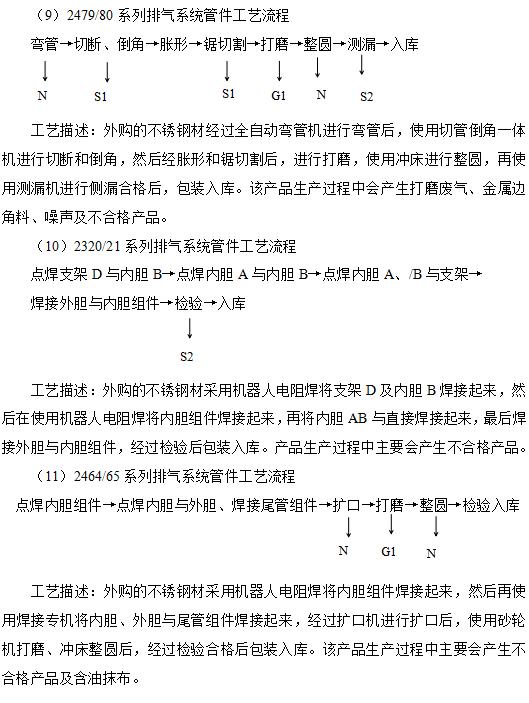 （9）2479/80 系列排气系统管件工艺流程
弯管→切断、倒角→胀形→锯切割→打磨→整圆→测漏→入库
N S1 S1 G1 N S2
工艺描述：外购的不锈钢材经过全自动弯管机进行弯管后，使用切管倒角一体
机进行切断和倒角，然后经胀形和锯切割后，进行打磨，使用冲床进行整圆，再使
用测漏机进行侧漏合格后，包装入库。该产品生产过程中会产生打磨废气、金属边
角料、噪声及不合格产品。
（10）2320/21 系列排气系统管件工艺流程
点焊支架 D 与内胆 B→点焊内胆 A 与内胆 B→点焊内胆 A、/B 与支架→
焊接外胆与内胆组件→检验→入库
S2
工艺描述：外购的不锈钢材采用机器人电阻焊将支架 D 及内胆 B 焊接起来，然
后在使用机器人电阻焊将内胆组件焊接起来，再将内胆 AB 与直接焊接起来，最后焊
接外胆与内胆组件，经过检验后包装入库。产品生产过程中主要会产生不合格产品。
（11）2464/65 系列排气系统管件工艺流程
点焊内胆组件→点焊内胆与外胆、焊接尾管组件→扩口→打磨→整圆→检验入库
N G1 N
工艺描述：外购的不锈钢材采用机器人电阻焊将内胆组件焊接起来，然后再使
用焊接专机将内胆、外胆与尾管组件焊接起来，经过扩口机进行扩口后，使用砂轮
机打磨、冲床整圆后，经过检验合格后包装入库。该产品生产过程中主要会产生不
合格产品及含油抹布。